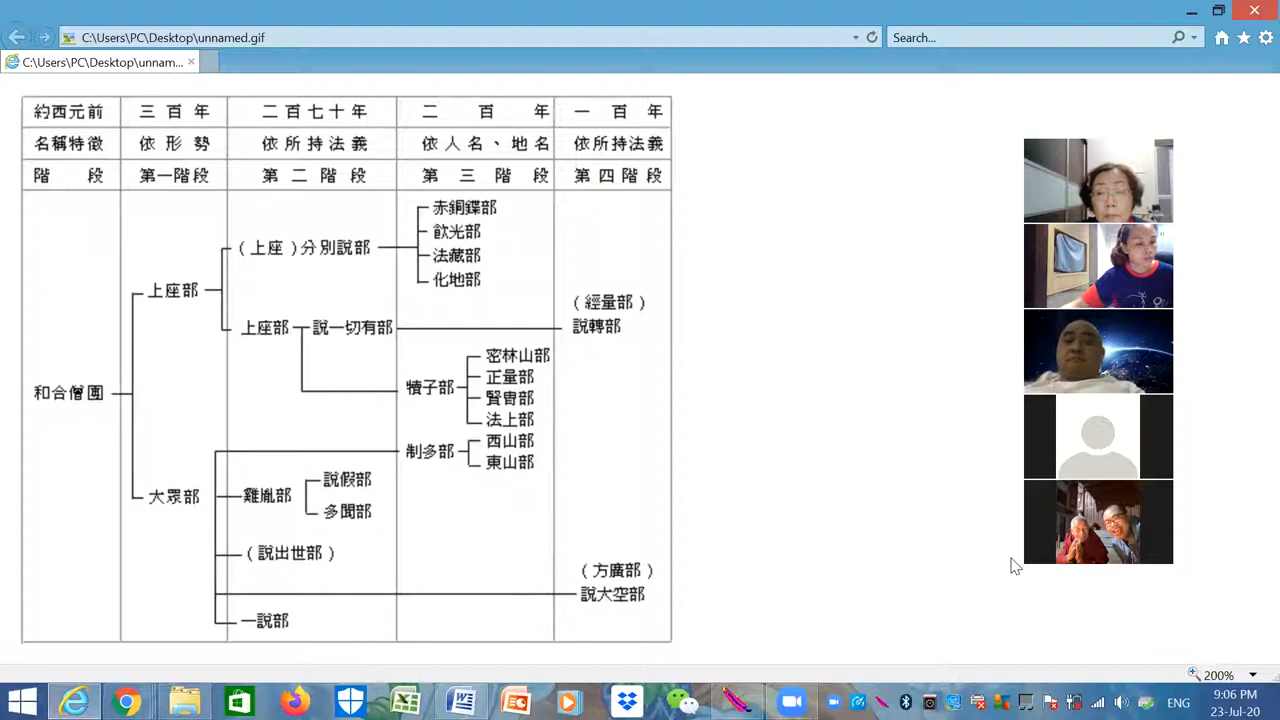 C:\Users\PC\Desktop\unnamed.gif
Search...
C:\Users\PC\Desktop\unnam...
約西元前 三百年 二百七十年 二百年 一百年
名稱特徵 依形勢 依所持法義 依人名、地名 依所持法義
階段 第一階段 第二階段 第三階段 第四階段
赤銅鍱部
(上座)分別說部
飲光部
法藏部
化地部
上座部
(經量部)
上座部 說一切有部
說轉部
密林山部
正量部
犢子部
賢冑部
法上部
和合僧團
西山部
制多部
東山部
說假部
大眾部
雞胤部
多聞部
(說出世部)
(方廣部)
說大空部
一說部
200%
ENG
9:06 PM
23-Jul-20